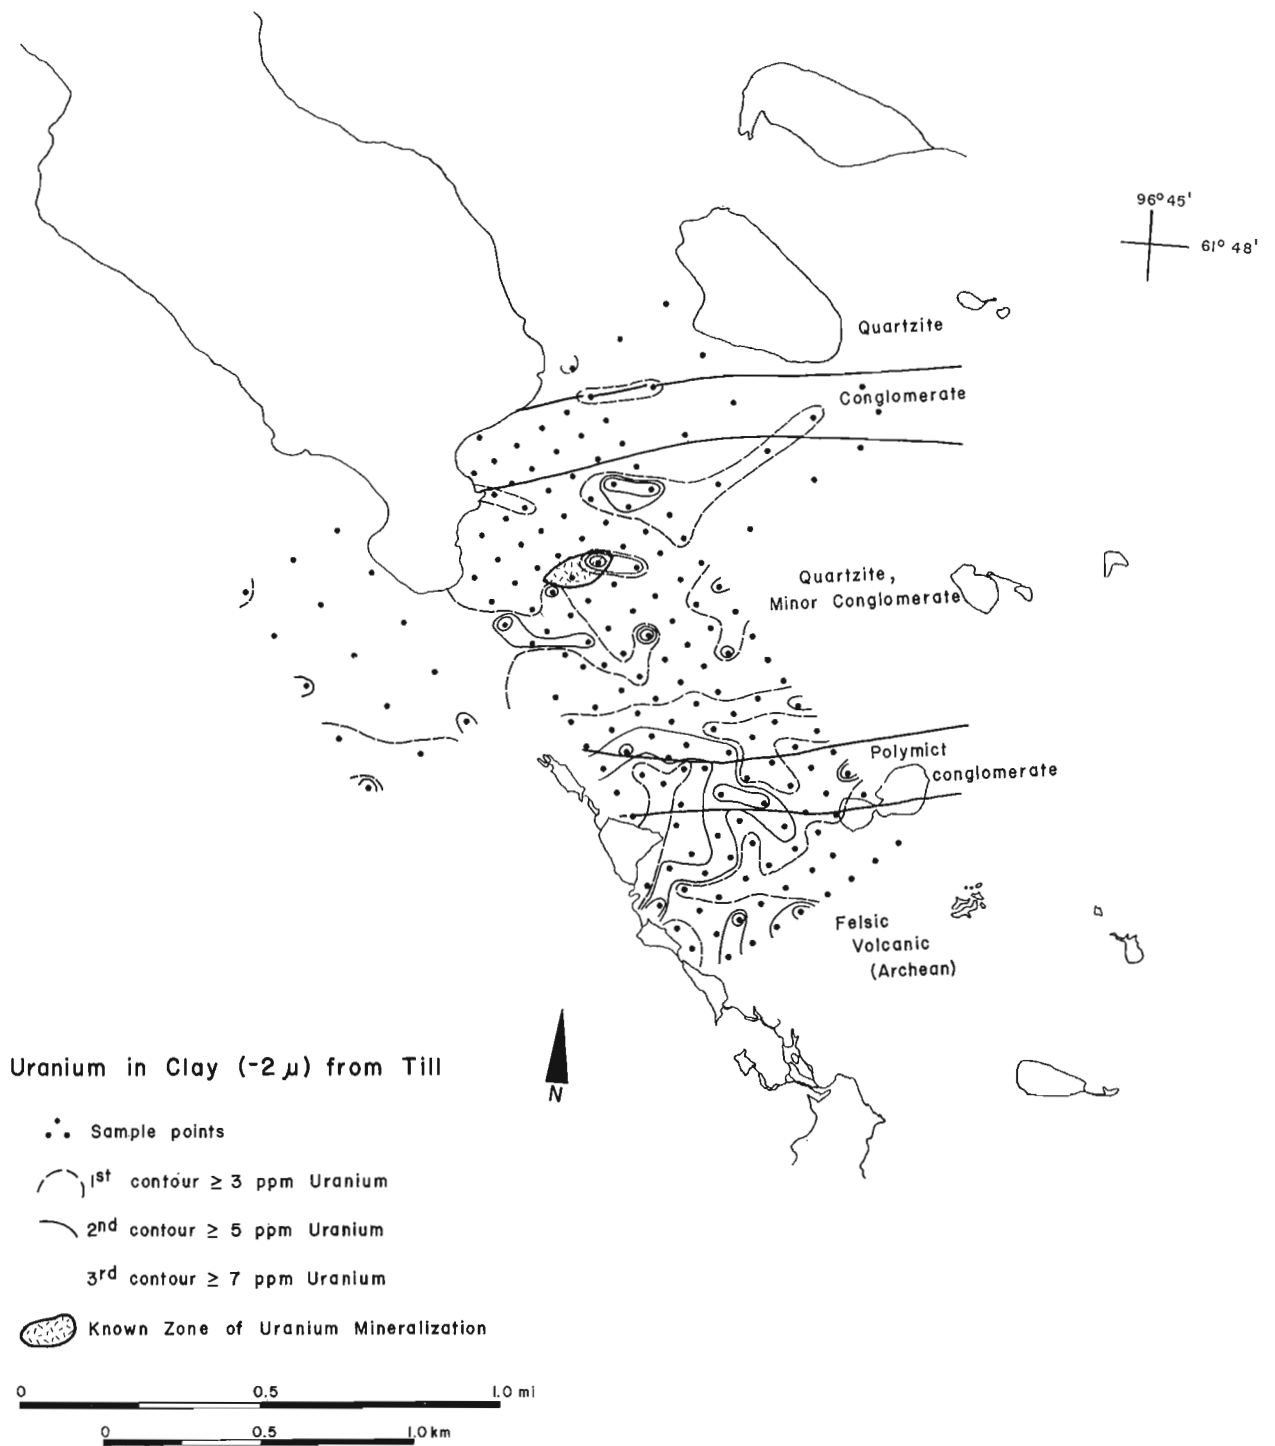 96° 45'
61° 48'
Quartzite
Conglomerate
Quartzite,
Minor Conglomerate
Polymict
conglomerate
Felsic
Volcanic
(Archean)
N
Uranium in Clay (-2 μ) from Till
Sample points
1st contour ≥ 3 ppm Uranium
2nd contour ≥ 5 ppm Uranium
3rd contour ≥ 7 ppm Uranium
Known Zone of Uranium Mineralization
0 0.5 1.0 mi
0 0.5 1.0 km